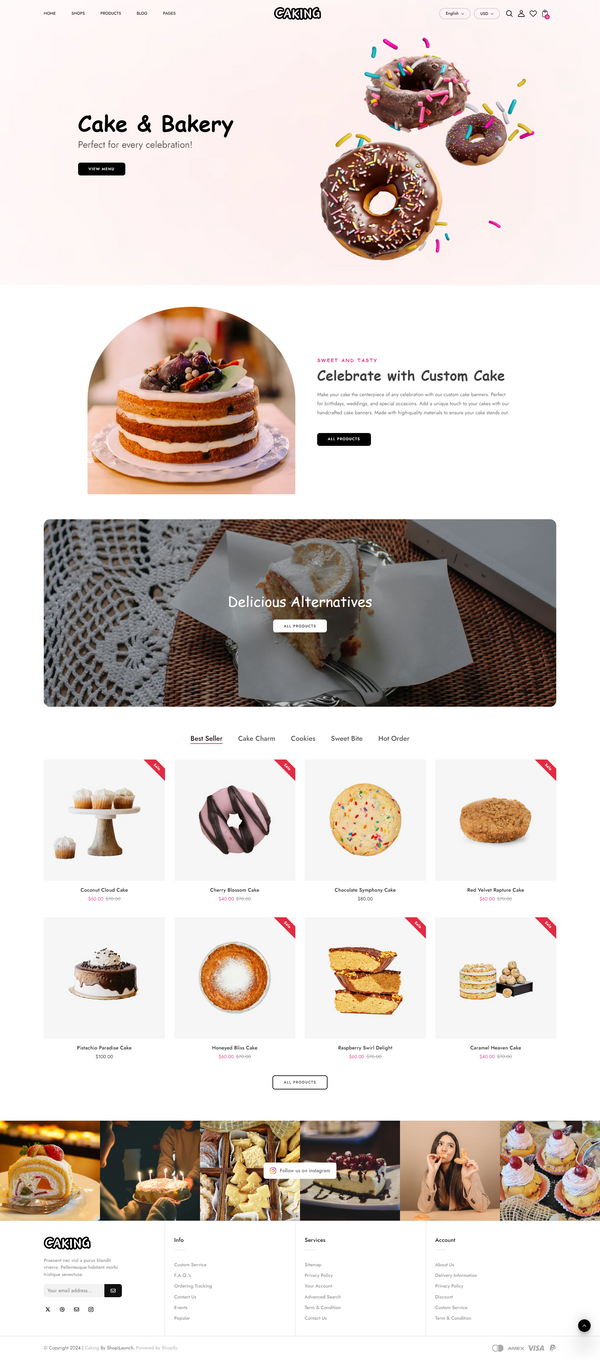 HOME SHOPS PRODUCTS BLOG PAGES
CAKING
English USD
Cake & Bakery
Perfect for every celebration!
VIEW MENU
SWEET AND TASTY
Celebrate with Custom Cake
Make your cake the centerpiece of any celebration with our custom cake banners. Perfect
for birthdays, weddings, and special occasions. Add a unique touch to your cakes with our
handcrafted cake banners. Made with high-quality materials to ensure your cake stands out
ALL PRODUCTS
Delicious Alternatives
ALL PRODUCTS
Best Seller Cake Charm Cookies Sweet Bite Hot Order
Sale Sale Sale
Coconut Cloud Cake Cherry Blossom Cake Chocolate Symphony Cake Red Velvet Rapture Cake
$60.00 $70.00 $40.00 $70.00 $80.00 $60.00 $70.00
Sale Sale Sale
Pistachio Paradise Cake Honeyed Bliss Cake Raspberry Swirl Delight Caramel Heaven Cake
$100.00 $60.00 $70.00 $60.00 $70.00 $40.00 $70.00
ALL PRODUCTS
Follow us on instagram
CAKING
Praesent nec nisl a purus blandit
viverra. Pellentesque habitant morbi
tristique senectuse
Your email address...
Info
Custom Service
F.A.Q.'s
Ordering Tracking
Contact Us
Events
Popular
Services
Sitemap
Privacy Policy
Your Account
Advanced Search
Term & Condition
Contact Us
Account
About Us
Delivery Information
Privacy Policy
Discount
Custom Service
Term & Condition
© Copyright 2024 | Caking By ShopiLaunch. Powered by Shopify.
AMEX VISA